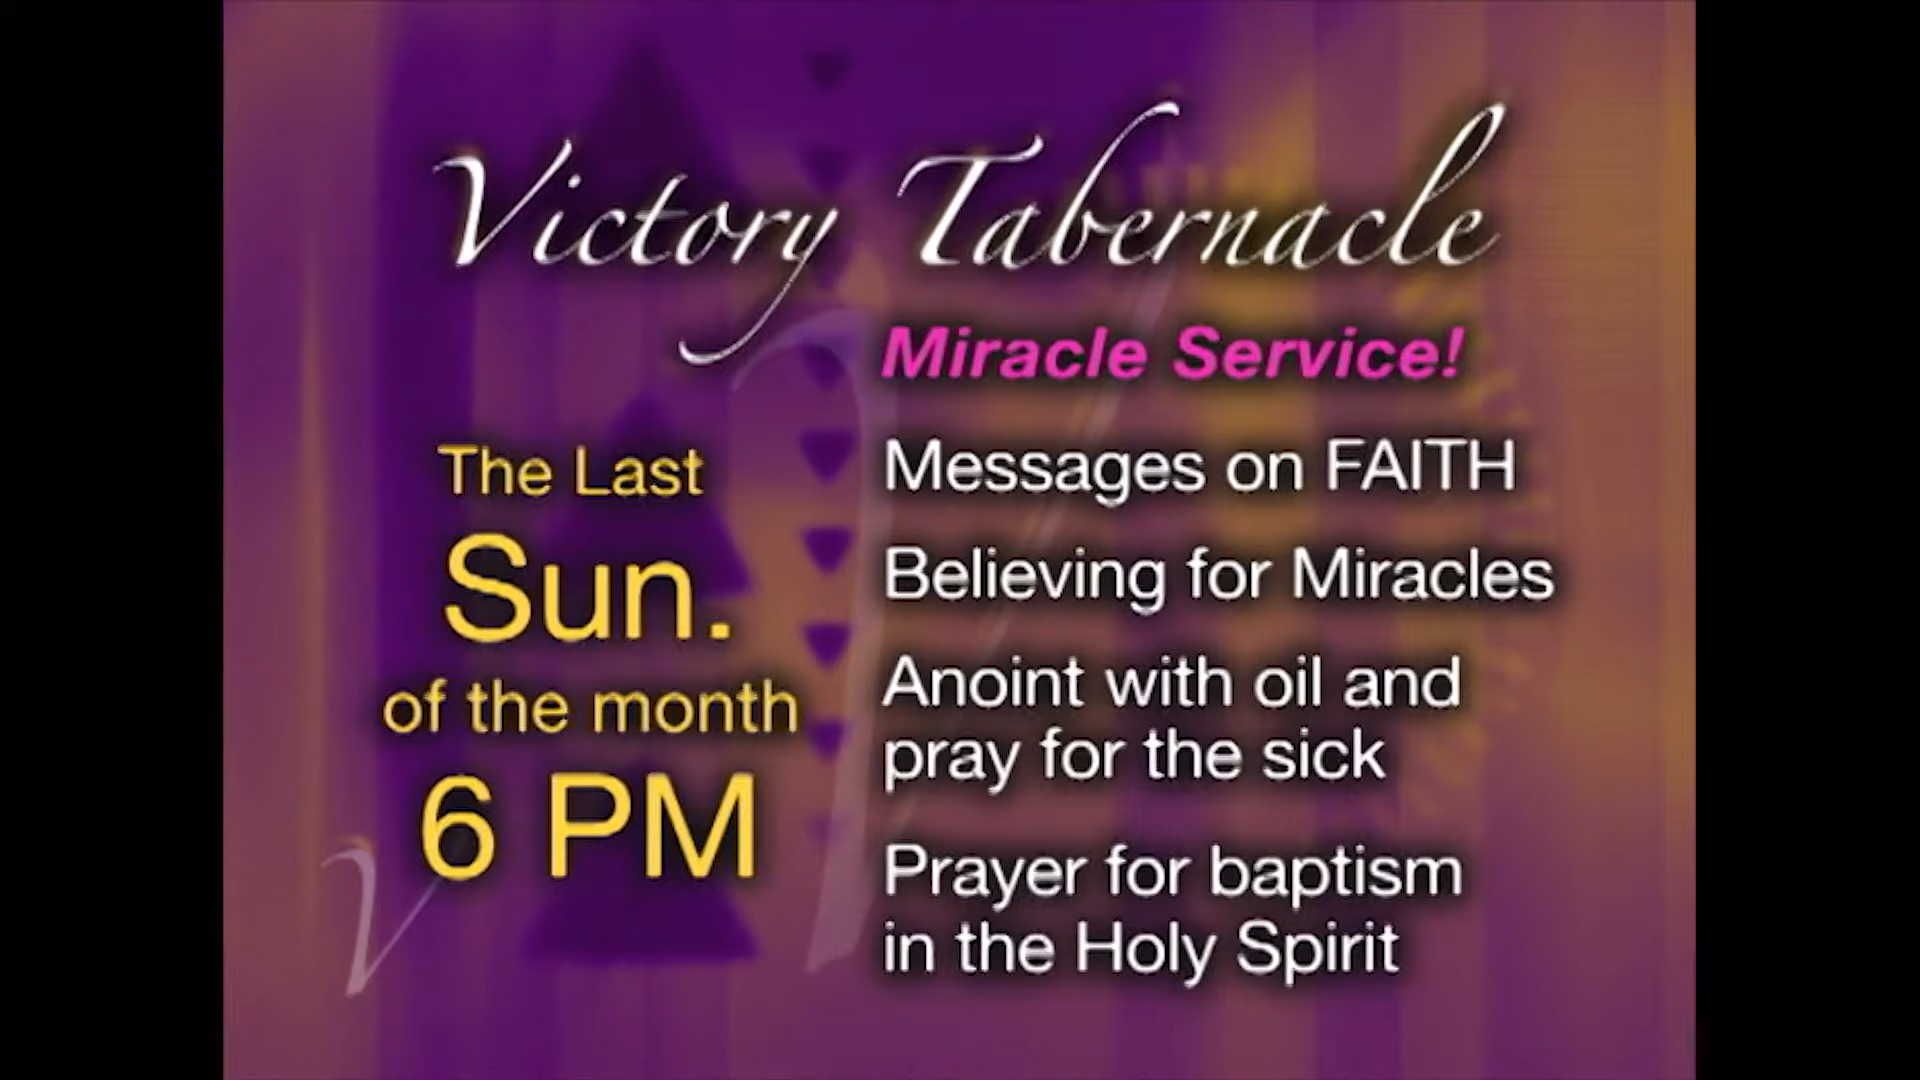 Victory Tabernacle
Miracle Service!
The Last
Sun.
of the month
6 PM
Messages on FAITH
Believing for Miracles
Anoint with oil and
pray for the sick
Prayer for baptism
in the Holy Spirit